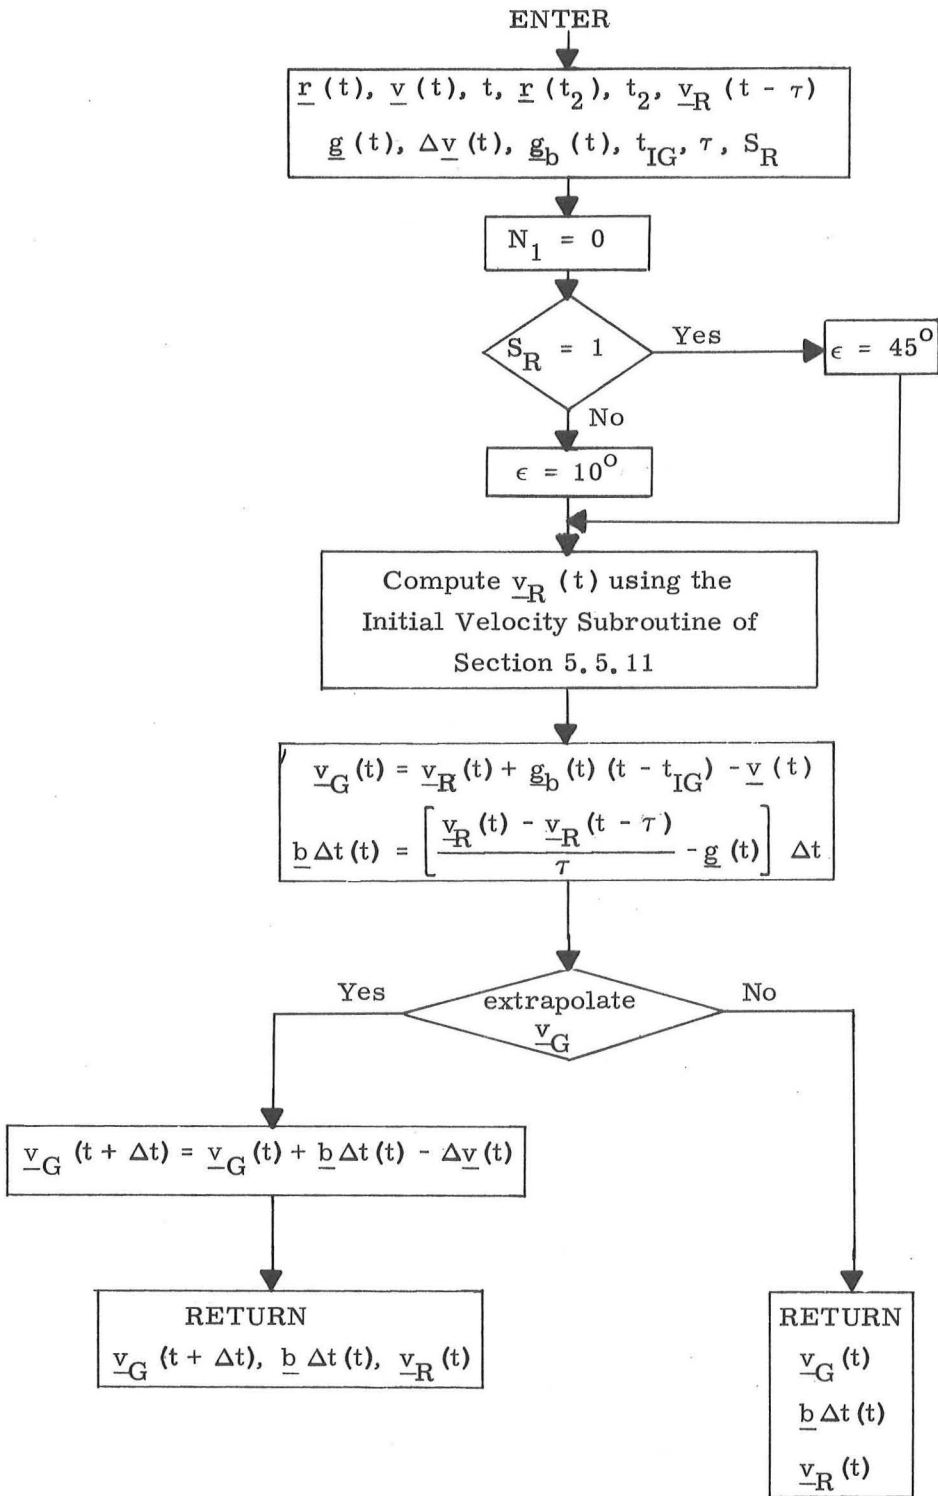 ENTER
r (t), v (t), t, r (t2), t2, vR (t - τ)
g (t), Δv (t), gb (t), tIG, τ, SR
N1 = 0
SR = 1
Yes
ε = 45°
No
ε = 10°
Compute vR (t) using the
Initial Velocity Subroutine of
Section 5.5.11
vG (t) = vR (t) + gb (t) (t - tIG) - v (t)
b Δt (t) = [ vR (t) - vR (t - τ) / τ - g (t) ] Δt
Yes
extrapolate
vG
No
vG (t + Δt) = vG (t) + b Δt (t) - Δv (t)
RETURN
vG (t + Δt), b Δt (t), vR (t)
RETURN
vG (t)
b Δt (t)
vR (t)